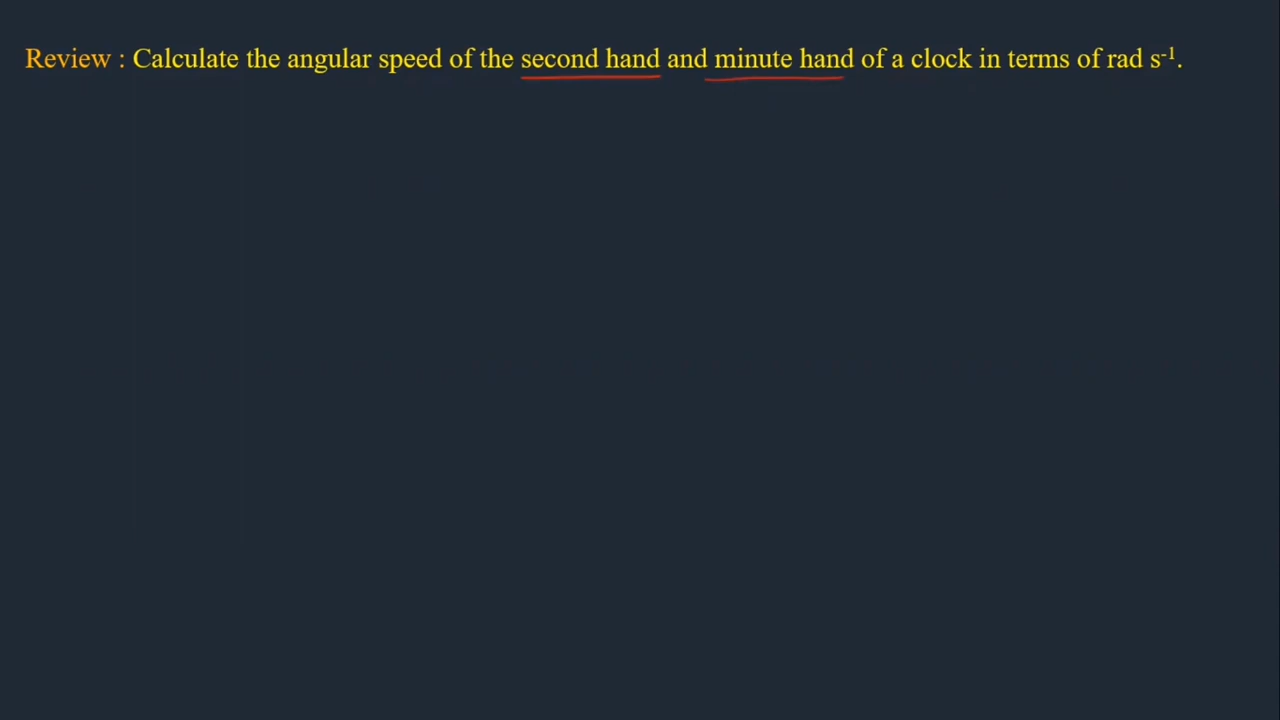 Review : Calculate the angular speed of the second hand and minute hand of a clock in terms of rad s⁻¹.